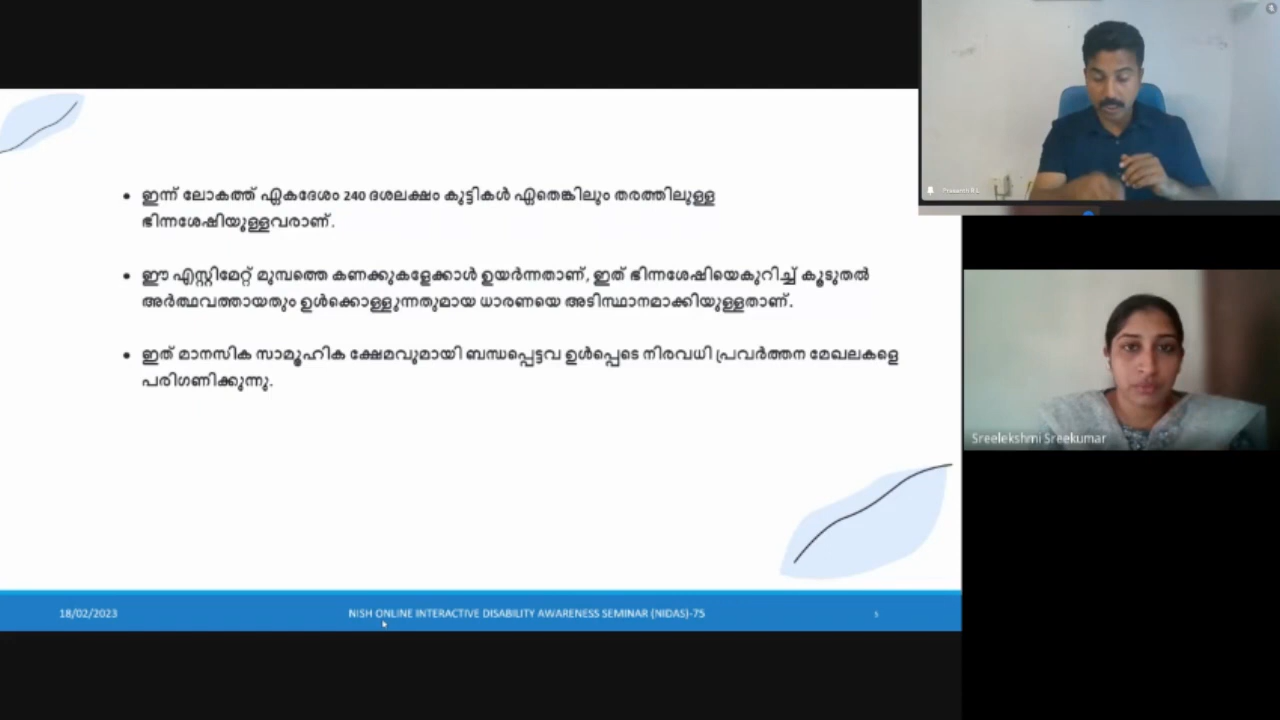 ഇന്ന് ലോകത്ത് ഏകദേശം 240 ദശലക്ഷം കുട്ടികൾ ഏതെങ്കിലും തരത്തിലുള്ള
ഭിന്നശേഷിയുള്ളവരാണ്.
ഈ എസ്റ്റിമേറ്റ് മുമ്പത്തെ കണക്കുകളേക്കാൾ ഉയർന്നതാണ്, ഇത് ഭിന്നശേഷിയെകുറിച്ച് കൂടുതൽ
അർത്ഥവത്തായതും ഉൾക്കൊള്ളുന്നതുമായ ധാരണയെ അടിസ്ഥാനമാക്കിയുള്ളതാണ്.
ഇത് മാനസിക സാമൂഹിക ക്ഷേമവുമായി ബന്ധപ്പെട്ടവ ഉൾപ്പെടെ നിരവധി പ്രവർത്തന മേഖലകളെ
പരിഗണിക്കുന്നു.
18/02/2023 NISH ONLINE INTERACTIVE DISABILITY AWARENESS SEMINAR (NIDAS)-75 5
Sreelekshmi Sreekumar